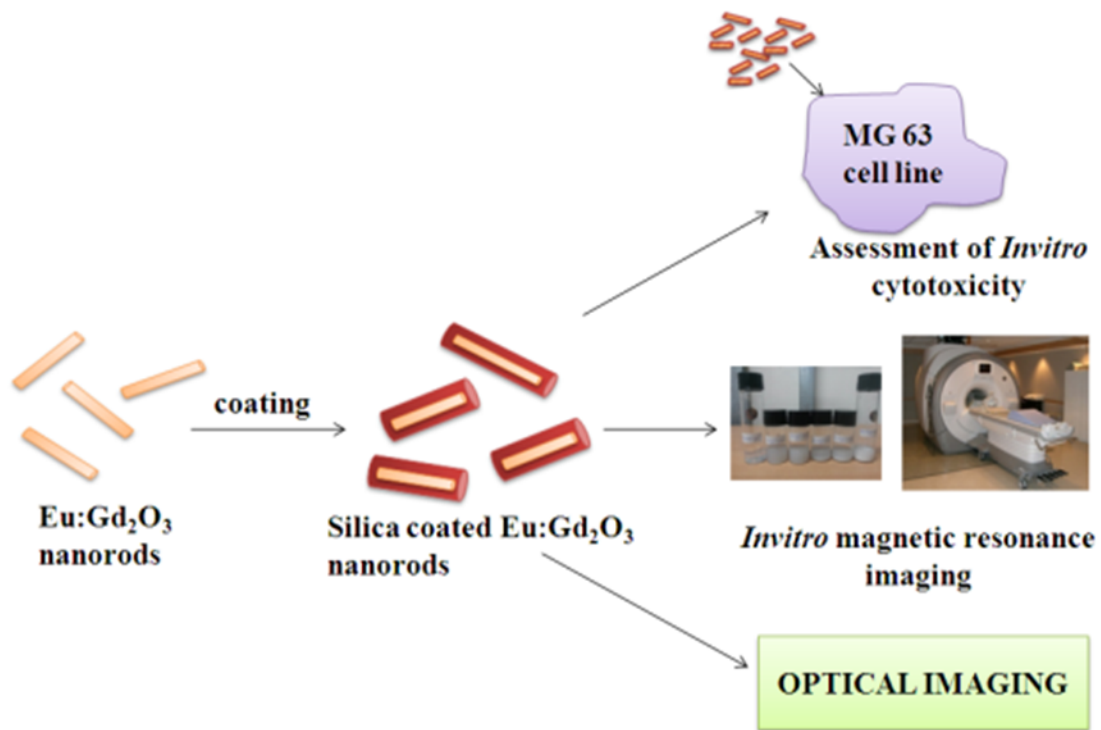 MG 63
cell line
Assessment of Invitro
cytotoxicity
coating
Eu:Gd₂O₃
nanorods
Silica coated Eu:Gd₂O₃
nanorods
Invitro magnetic resonance
imaging
OPTICAL IMAGING